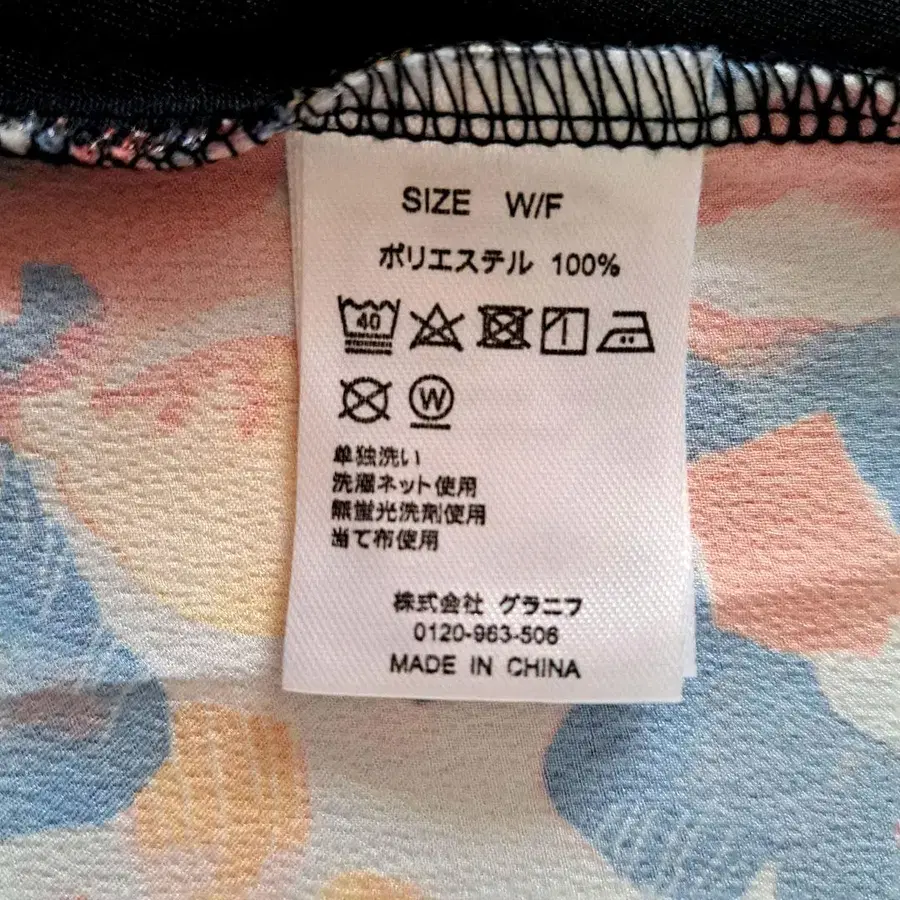 SIZE W/F
ポリエステル 100%
40
W
単独洗い
洗濯ネット使用
無蛍光洗剤使用
当て布使用
株式会社 グラニフ
0120-963-506
MADE IN CHINA